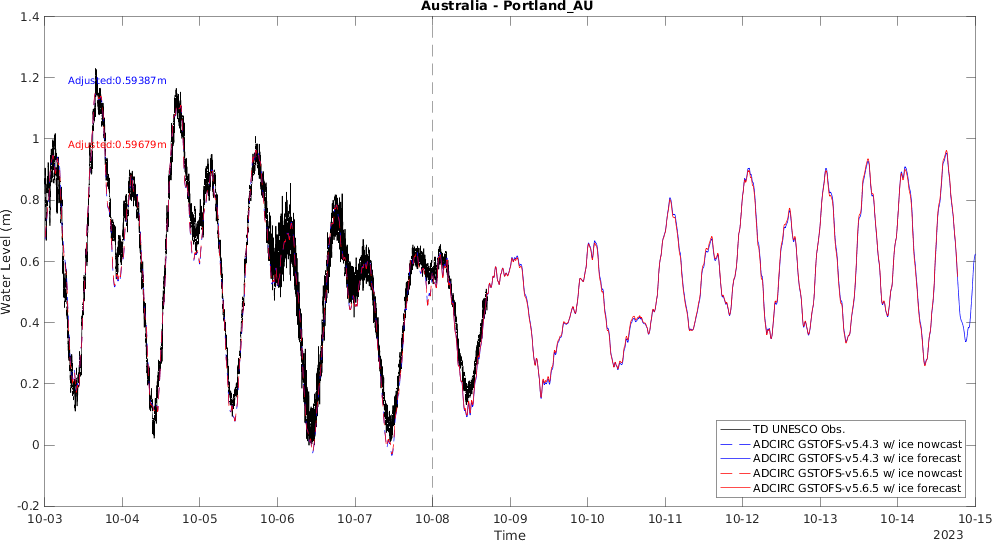 Australia - Portland_AU
1.4
1.2
1
0.8
0.6
0.4
0.2
0
-0.2
Water Level (m)
Adjusted:0.59387m
Adjusted:0.59679m
TD UNESCO Obs.
ADCIRC GSTOFS-v5.4.3 w/ ice nowcast
ADCIRC GSTOFS-v5.4.3 w/ ice forecast
ADCIRC GSTOFS-v5.6.5 w/ ice nowcast
ADCIRC GSTOFS-v5.6.5 w/ ice forecast
10-03 10-04 10-05 10-06 10-07 10-08 10-09 10-10 10-11 10-12 10-13 10-14 10-15
Time
2023